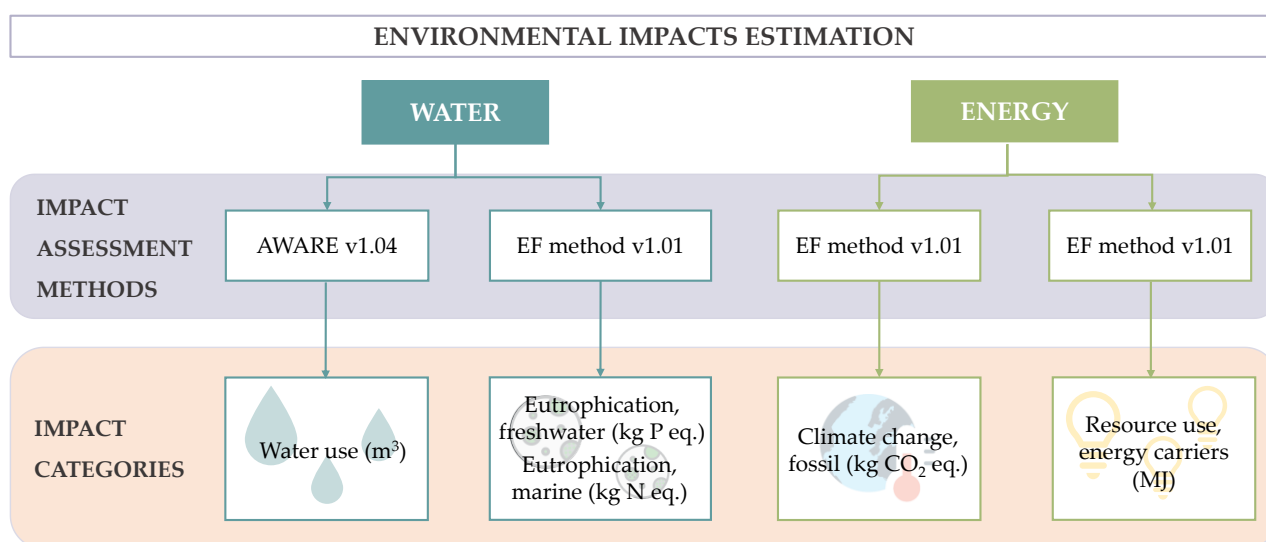 ENVIRONMENTAL IMPACTS ESTIMATION
WATER
ENERGY
IMPACT
ASSESSMENT
METHODS
AWARE v1.04
EF method v1.01
EF method v1.01
EF method v1.01
IMPACT
CATEGORIES
Water use (m³)
Eutrophication,
freshwater (kg P eq.)
Eutrophication,
marine (kg N eq.)
Climate change,
fossil (kg CO₂ eq.)
Resource use,
energy carriers
(MJ)